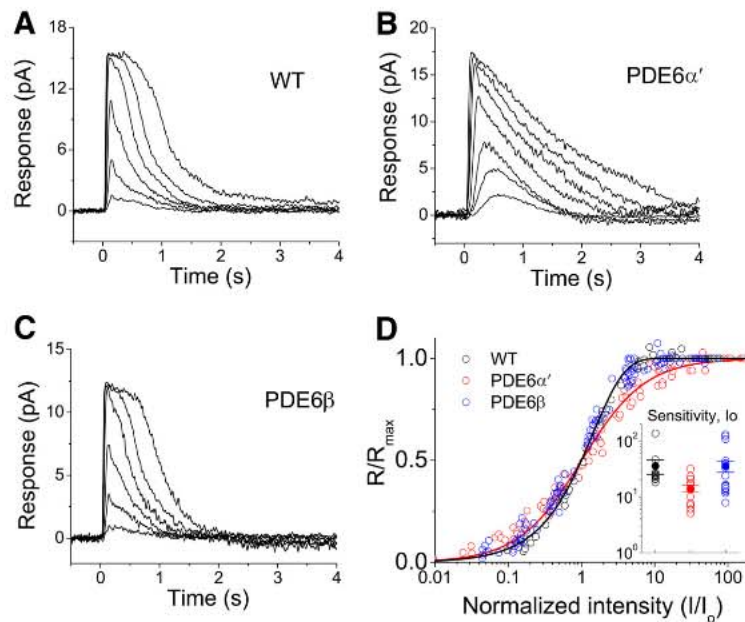 A
Response (pA)
15
12
9
6
3
0
WT
0 1 2 3 4
Time (s)
B
Response (pA)
20
15
10
5
0
PDE6α′
0 1 2 3 4
Time (s)
C
Response (pA)
15
10
5
0
PDE6β
0 1 2 3 4
Time (s)
D
R/Rmax
1.0
0.5
0.0
WT
PDE6α′
PDE6β
Sensitivity, Io
10²
10¹
10⁰
0.01 0.1 1 10 100
Normalized intensity (I/Io)